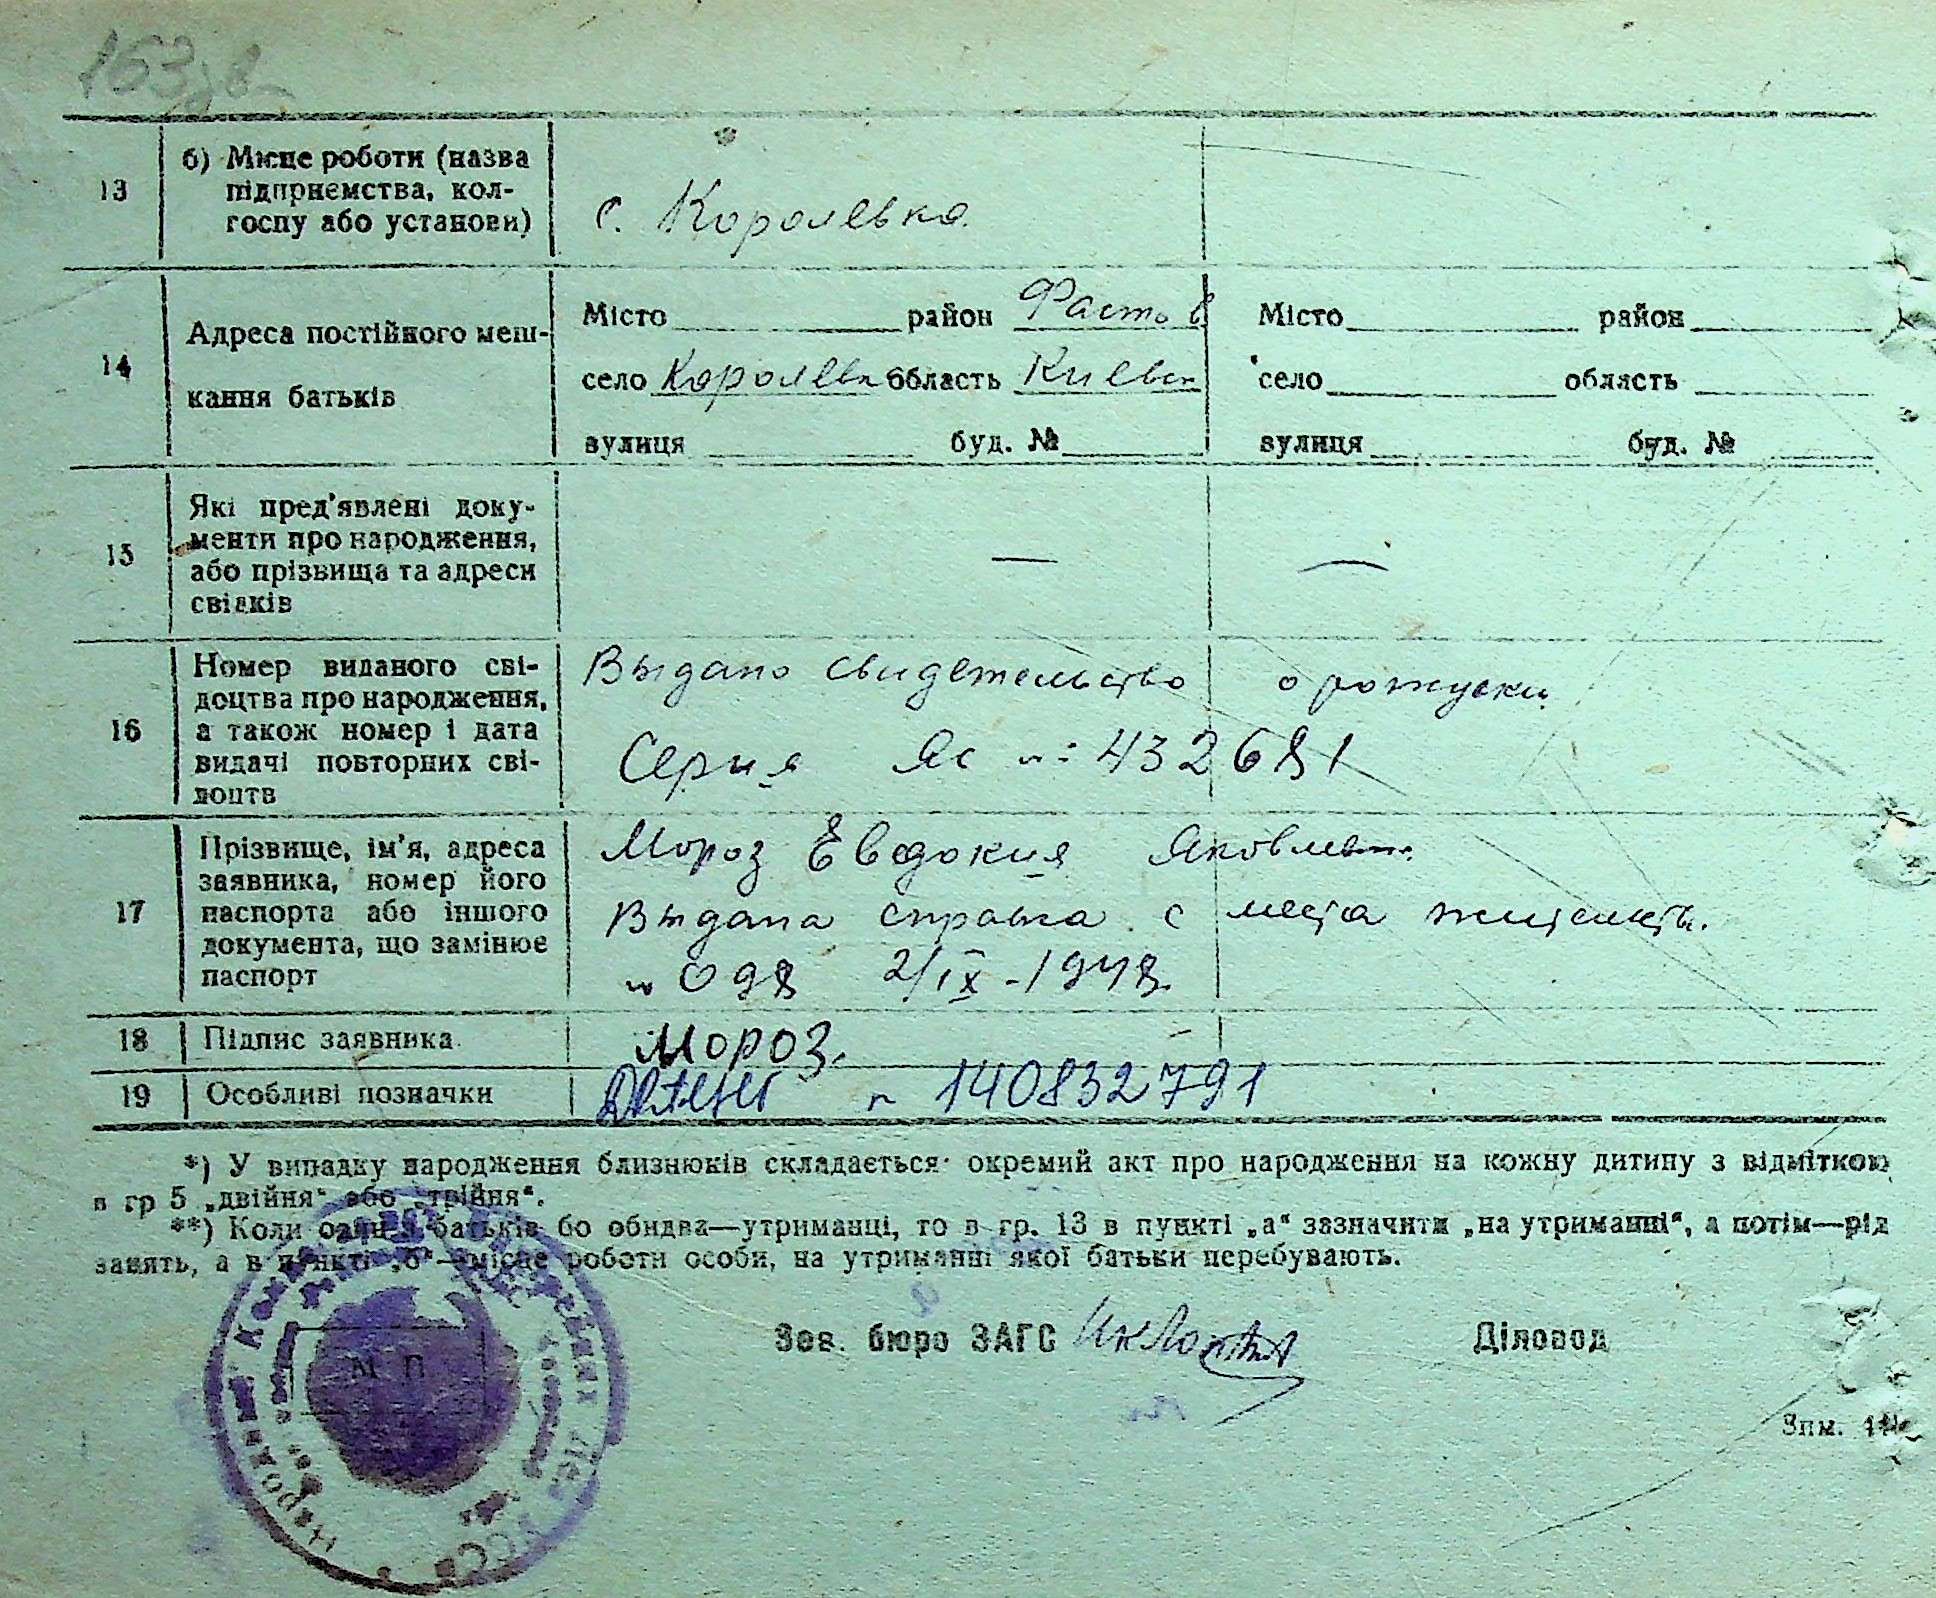 163
13
б) Місце роботи (назва
підприємства, кол-
госпу або установи)
с. Королевка
14
Адреса постійного меш-
кання батьків
Місто район Фастов
село Королевк область Киевск
вулиця буд. №
Місто район
село область
вулиця буд. №
15
Які пред'явлені доку-
менти про народження,
або прізвища та адреси
свідків
—
—
16
Номер виданого сві-
доцтва про народження,
а також номер і дата
видачі повторних сві-
доцтв
Выдано свидетельство о рождении
Серия Яс №: 432681
17
Прізвище, ім'я, адреса
заявника, номер його
паспорта або іншого
документа, що замінює
паспорт
Мороз Евдокия Яковлевна
Выдана справка с места жительств.
№ 098 2/IX-1948.
18
Підпис заявника
Мороз.
19
Особливі позначки
н 140832791
*) У випадку народження близнюків складається окремий акт про народження на кожну дитину з відміткою
в гр 5 „двійня“ або „трійня“.
**) Коли один з батьків бо обидва—утриманці, то в гр. 13 в пункті „а“ зазначити „на утриманні“, а потім—рід
занять, а в пункті „б“—місце роботи особи, на утриманні якої батьки перебувають.
Зав. бюро ЗАГС
Діловод
М П
Народный Ком
УССР
Зпм.